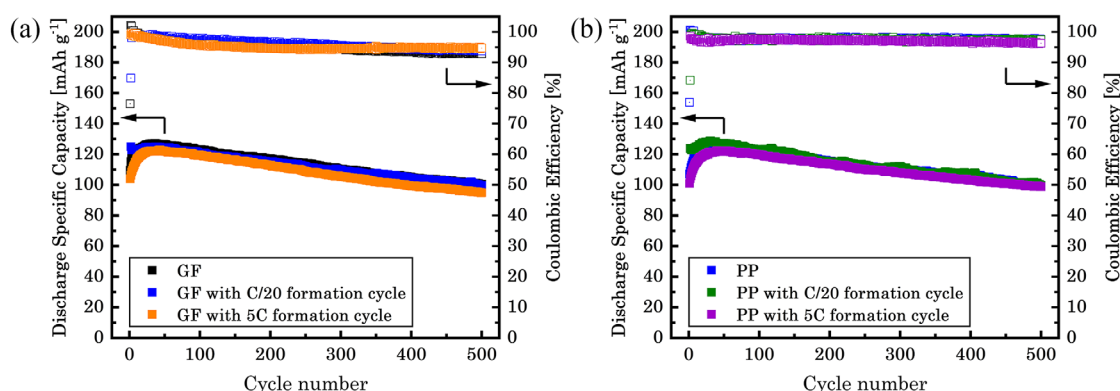 (a)
Discharge Specific Capacity [mAh g⁻¹]
200
180
160
140
120
100
80
60
40
20
0
100
90
80
70
60
50
40
30
20
10
0
Coulombic Efficiency [%]
GF
GF with C/20 formation cycle
GF with 5C formation cycle
0 100 200 300 400 500
Cycle number
(b)
Discharge Specific Capacity [mAh g⁻¹]
200
180
160
140
120
100
80
60
40
20
0
100
90
80
70
60
50
40
30
20
10
0
Coulombic Efficiency [%]
PP
PP with C/20 formation cycle
PP with 5C formation cycle
0 100 200 300 400 500
Cycle number